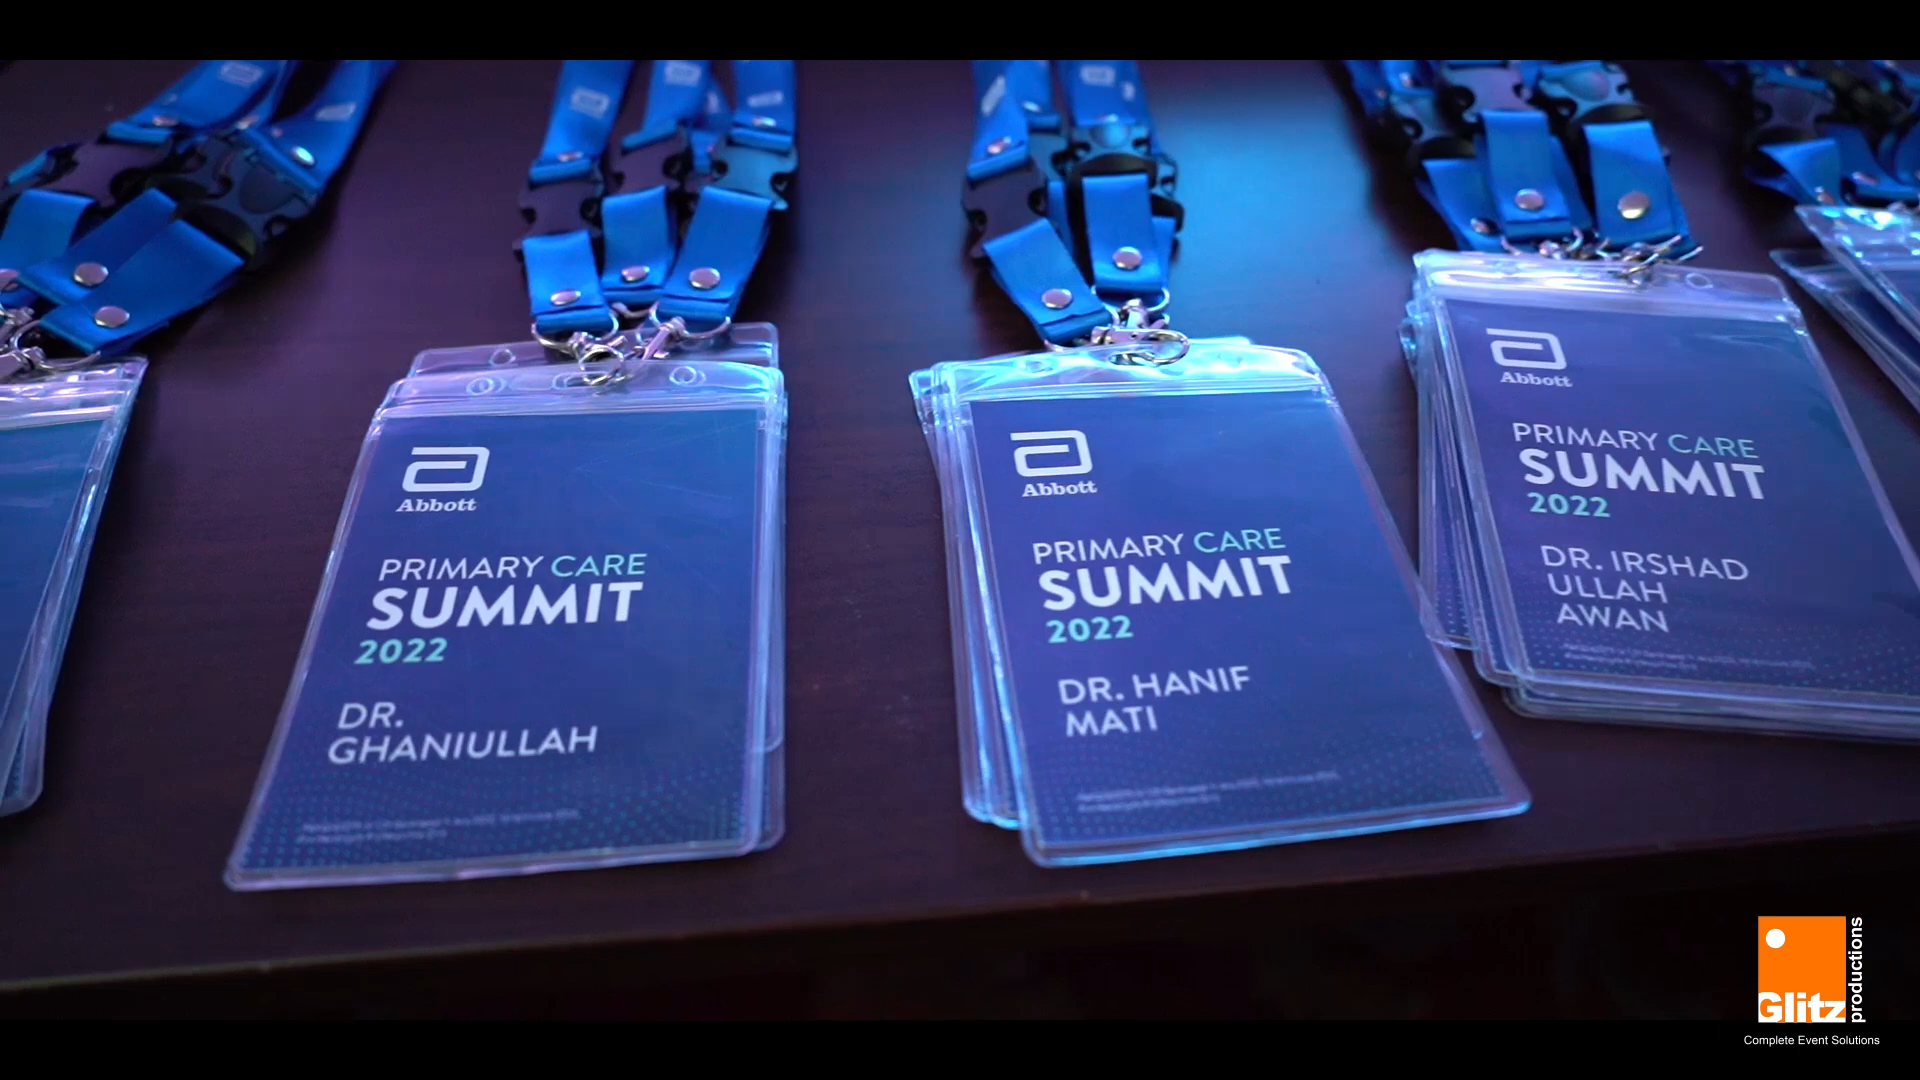 Abbott
PRIMARY CARE
SUMMIT
2022
DR.
GHANIULLAH
Abbott
PRIMARY CARE
SUMMIT
2022
DR. HANIF
MATI
Abbott
PRIMARY CARE
SUMMIT
2022
DR. IRSHAD
ULLAH
AWAN
Glitz
productions
Complete Event Solutions